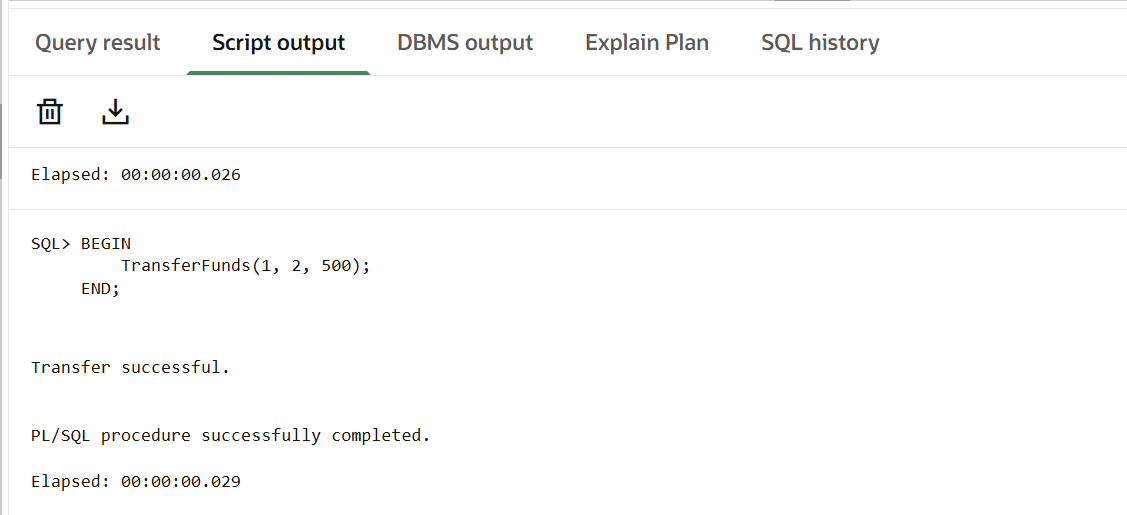 Query result Script output DBMS output Explain Plan SQL history
Elapsed: 00:00:00.026
SQL> BEGIN
TransferFunds(1, 2, 500);
END;
Transfer successful.
PL/SQL procedure successfully completed.
Elapsed: 00:00:00.029